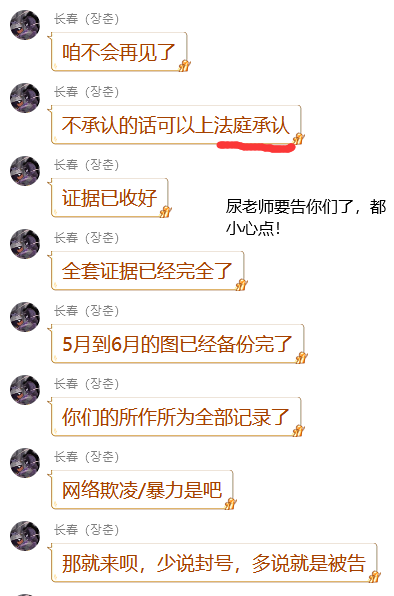 长春（장춘）
咱不会再见了
长春（장춘）
不承认的话可以上法庭承认
长春（장춘）
证据已收好
尿老师要告你们了，都
小心点！
长春（장춘）
全套证据已经完全了
长春（장춘）
5月到6月的图已经备份完了
长春（장춘）
你们的所作所为全部记录了
长春（장춘）
网络欺凌/暴力是吧
长春（장춘）
那就来呗，少说封号，多说就是被告